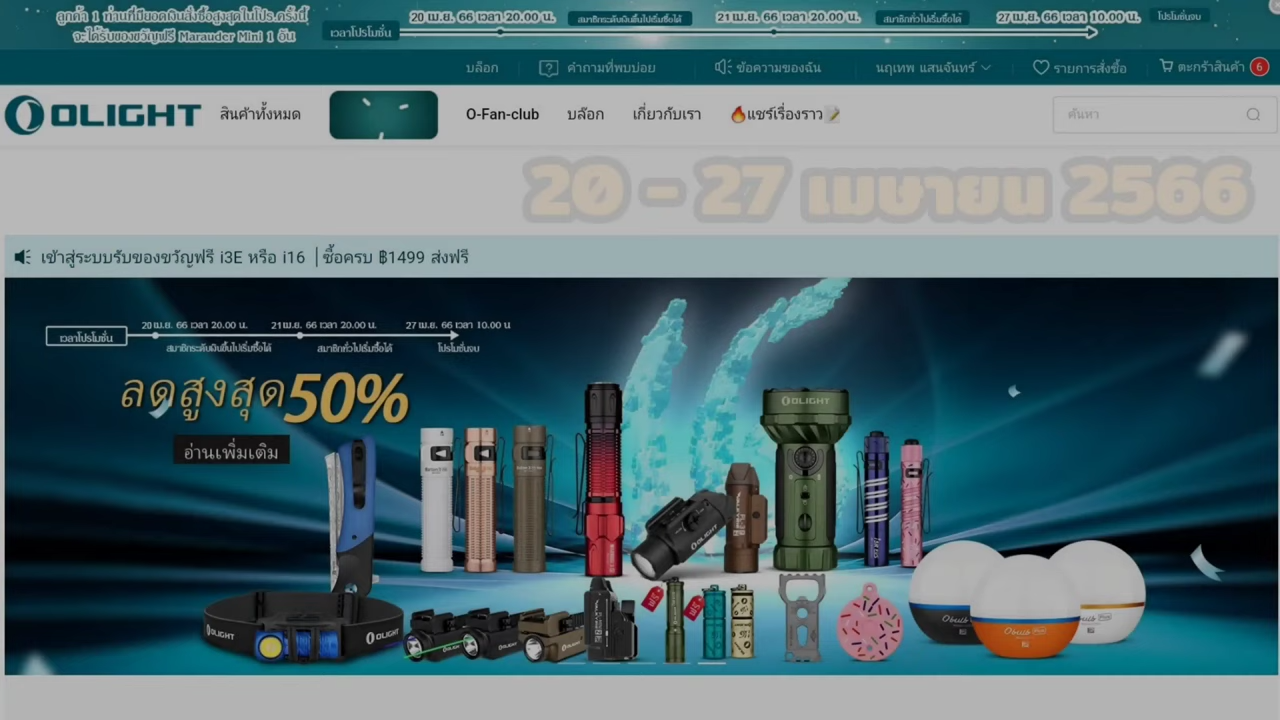 ลูกค้า 1 ท่านที่มียอดผินสั่งซื้อสูงสุดในโปร.ครั้งนี้
จะได้รับของขวัญฟรี Marauder Mini 1 อัน
เวลาโปรโมชั่น
20 เม.ย. 66 เวลา 20.00 น.
สมาชิกระดับผินขึ้นไปเริ่มซื้อได้
21 เม.ย. 66 เวลา 20.00 น.
สมาชิกทั่วไปเริ่มซื้อได้
27 เม.ย. 66 เวลา 10.00 น.
โปรโมชั่นจบ
บล็อก
คำถามที่พบบ่อย
ข้อความของฉัน
นฤเทพ แสนจันทร์
รายการสั่งซื้อ
ตะกร้าสินค้า 6
OLIGHT
สินค้าทั้งหมด
O-Fan-club
บล๊อก
เกี่ยวกับเรา
แชร์เรื่องราว
ค้นหา
20 - 27 เมษายน 2566
เข้าสู่ระบบรับของขวัญฟรี i3E หรือ i16 | ซื้อครบ ฿1499 ส่งฟรี
เวลาโปรโมชั่น
20 เม.ย. 66 เวลา 20.00 น.
สมาชิกระดับผินขึ้นไปเริ่มซื้อได้
21 เม.ย. 66 เวลา 20.00 น.
สมาชิกทั่วไปเริ่มซื้อได้
27 เม.ย. 66 เวลา 10.00 น
โปรโมชั่นจบ
ลดสูงสุด50%
อ่านเพิ่มเติม
OLIGHT
OLIGHT
OLIGHT
OLIGHT
Obulb Pro